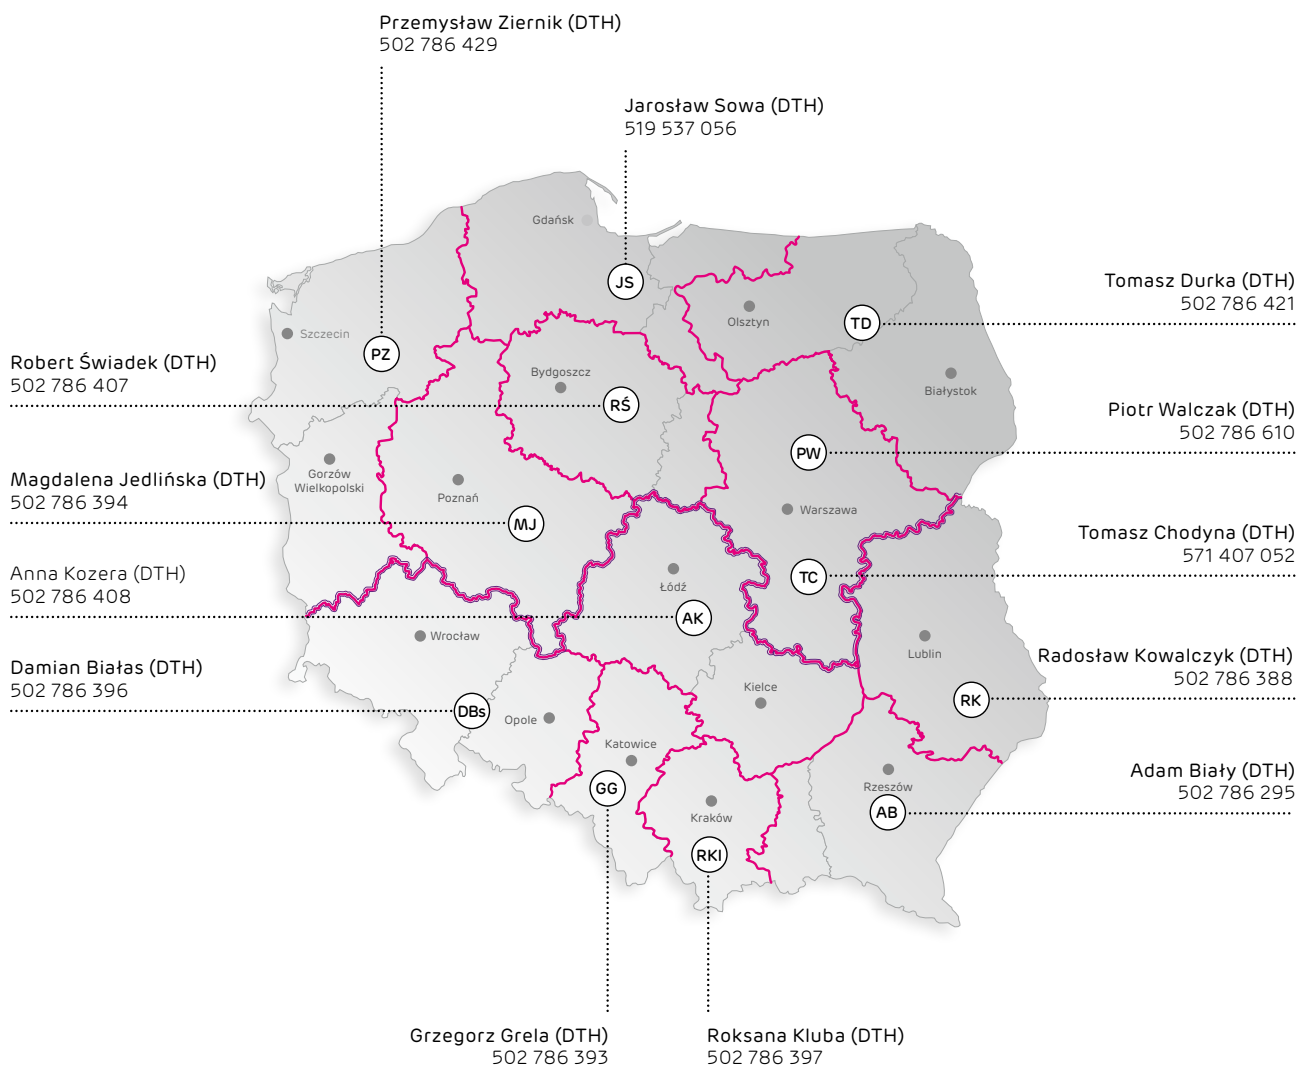 Przemysław Ziernik (DTH)
502 786 429
Jarosław Sowa (DTH)
519 537 056
Gdańsk
JS
Tomasz Durka (DTH)
502 786 421
Olsztyn
TD
Szczecin
PZ
Robert Świadek (DTH)
502 786 407
Bydgoszcz
RŚ
Białystok
Piotr Walczak (DTH)
502 786 610
PW
Magdalena Jedlińska (DTH)
502 786 394
Gorzów
Wielkopolski
Poznań
MJ
Warszawa
Tomasz Chodyna (DTH)
571 407 052
TC
Anna Kozera (DTH)
502 786 408
Łódź
AK
Wrocław
Lublin
Radosław Kowalczyk (DTH)
502 786 388
RK
Damian Białas (DTH)
502 786 396
DBs
Opole
Kielce
Katowice
GG
Kraków
RKl
Rzeszów
AB
Adam Biały (DTH)
502 786 295
Grzegorz Grela (DTH)
502 786 393
Roksana Kluba (DTH)
502 786 397